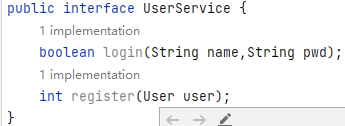 public interface UserService {
1 implementation
boolean login(String name,String pwd);
1 implementation
int register(User user);
}